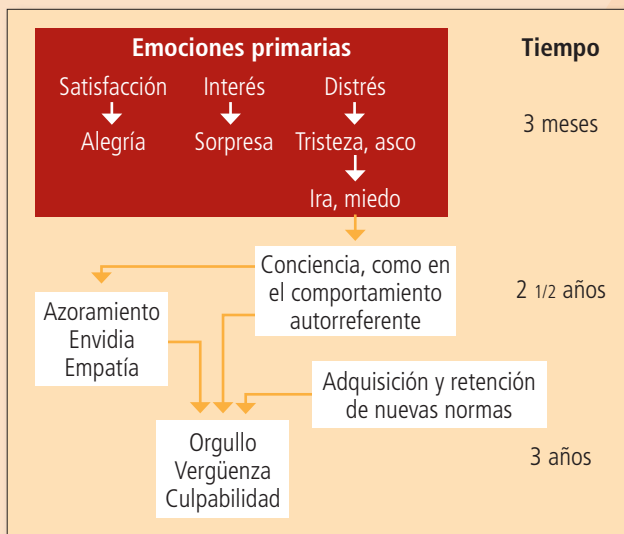 Emociones primarias Tiempo
Satisfacción Interés Distrés
Alegría Sorpresa Tristeza, asco 3 meses
Ira, miedo
Conciencia, como en
el comportamiento
autorreferente
2 1/2 años
Azoramiento
Envidia
Empatía
Adquisición y retención
de nuevas normas
Orgullo
Vergüenza
Culpabilidad
3 años